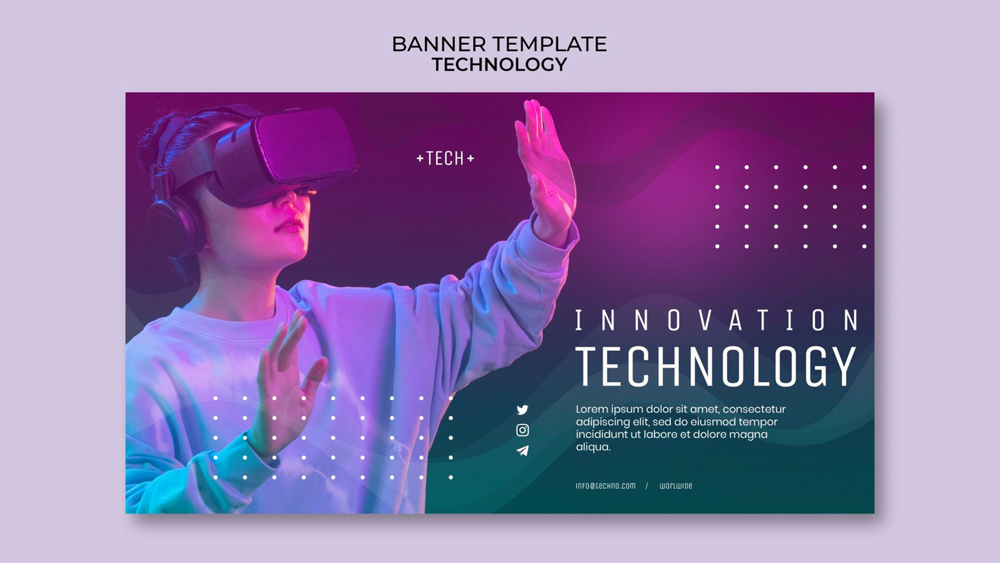 BANNER TEMPLATE
TECHNOLOGY
+TECH+
INNOVATION
TECHNOLOGY
Lorem ipsum dolor sit amet, consectetur
adipiscing elit, sed do eiusmod tempor
incididunt ut labore et dolore magna
aliqua.
info@techno.com / worlwide